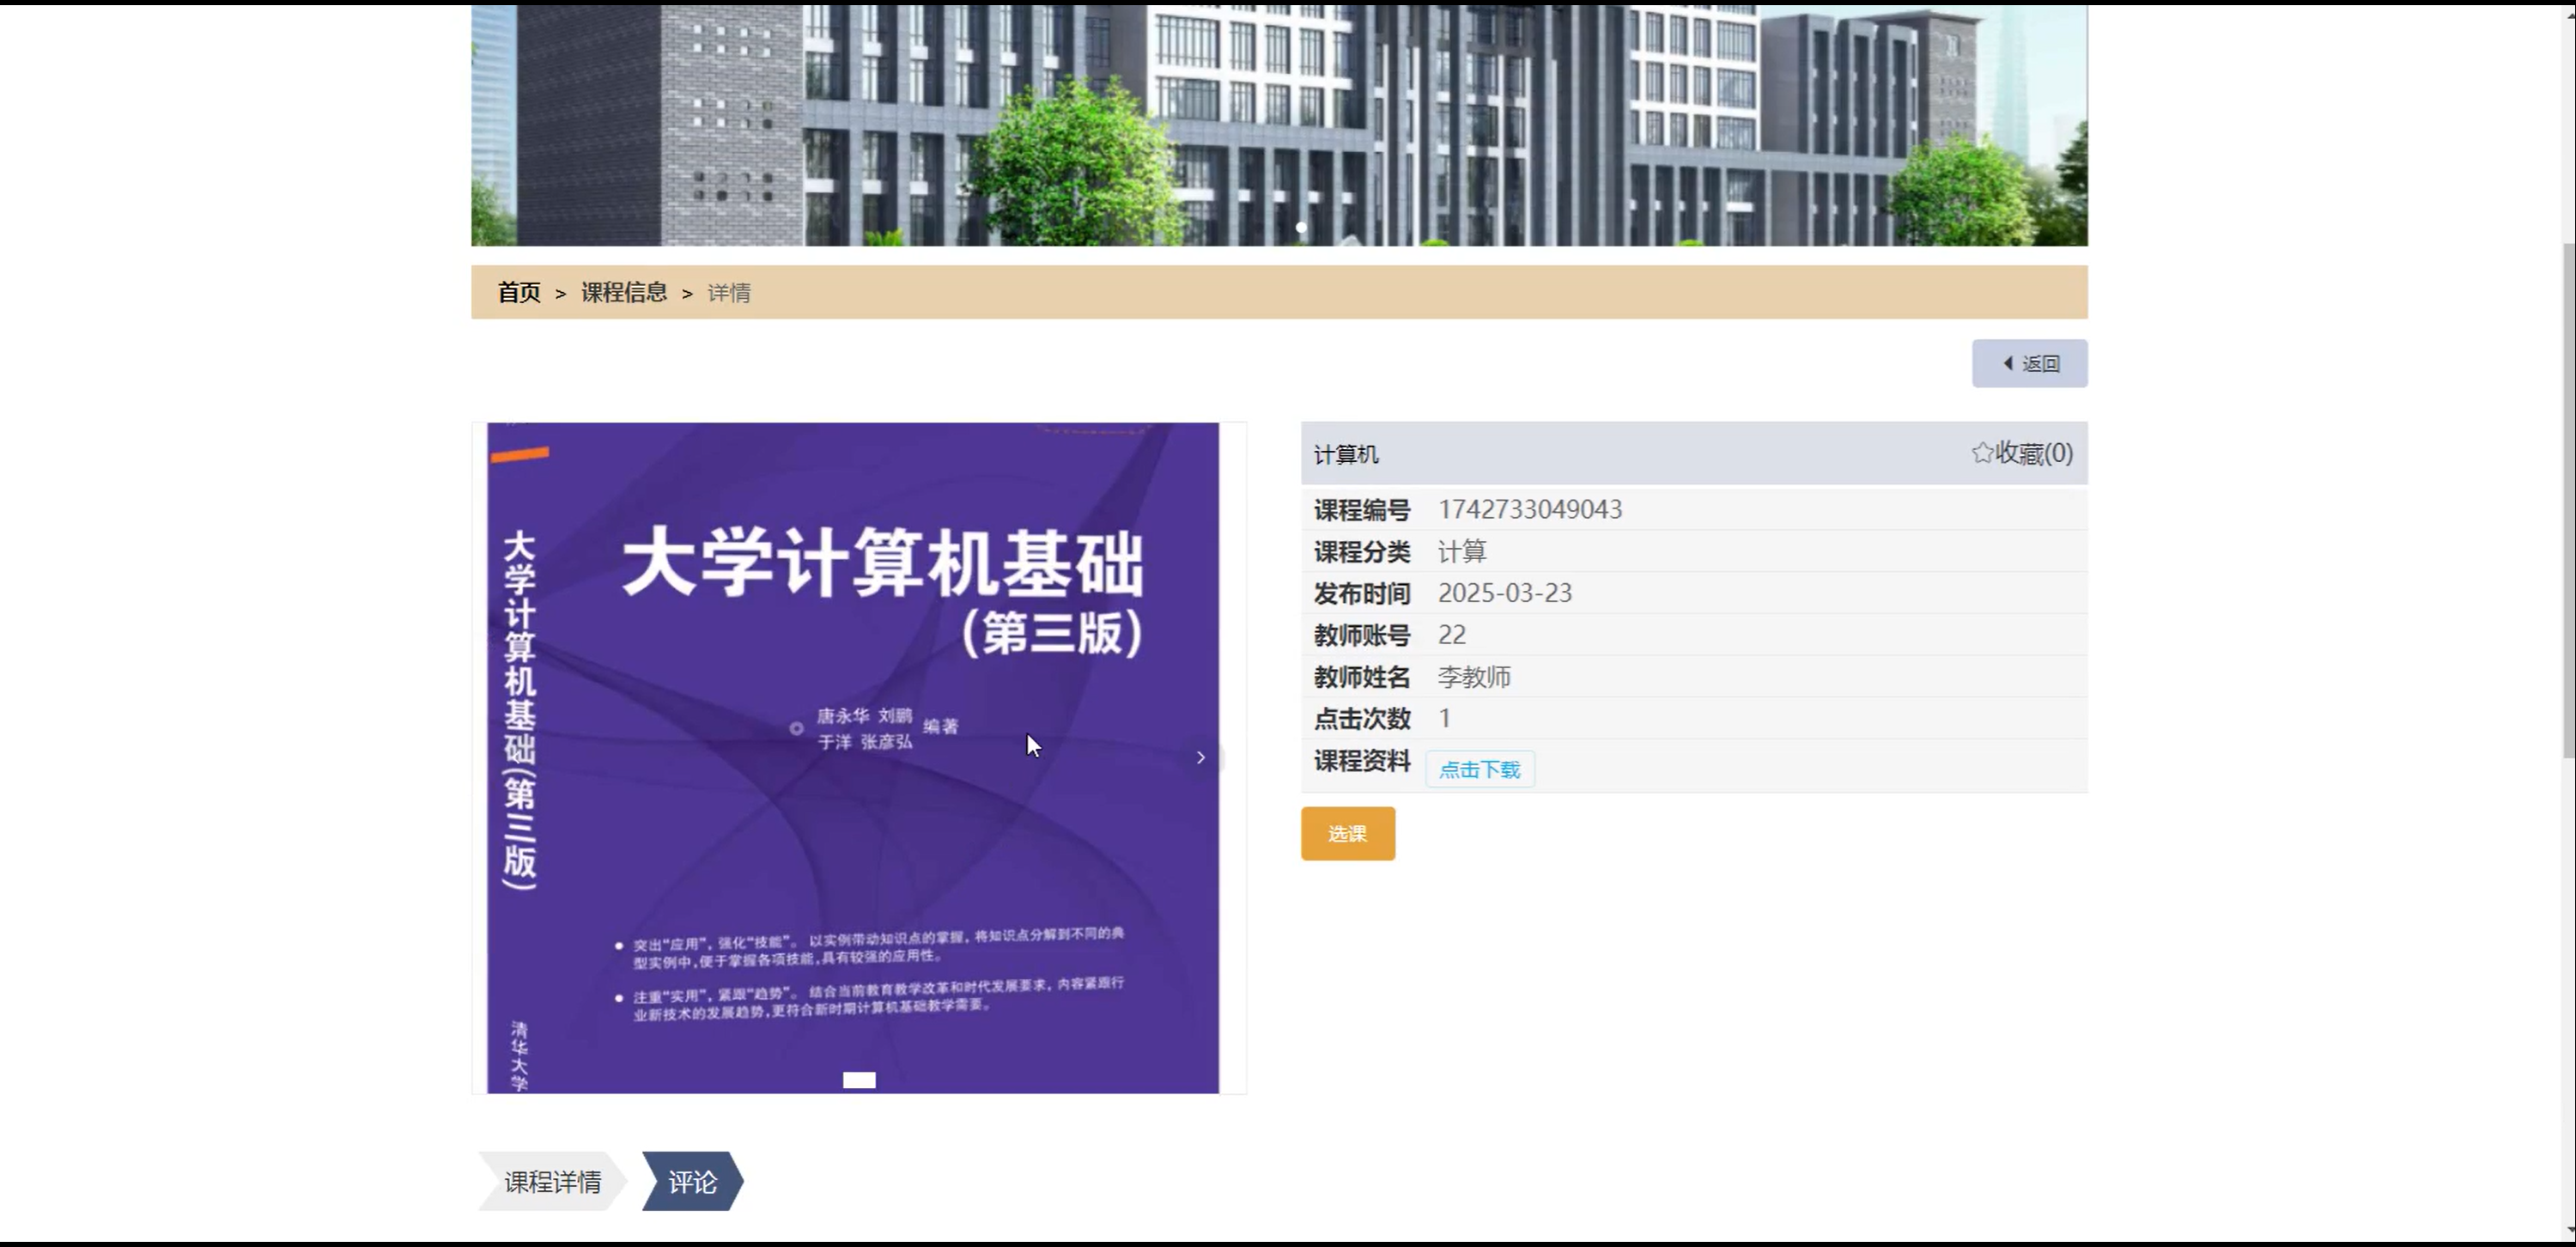 首页 > 课程信息 > 详情
返回
大学计算机基础(第三版)
清华大学
大学计算机基础
(第三版)
唐永华 刘鹏
于洋 张彦弘
编著
突出“应用”，强化“技能”。 以实例带动知识点的掌握，将知识点分解到不同的典
型实例中，便于掌握各项技能，具有较强的应用性。
注重“实用”，紧跟“趋势”。 结合当前教育教学改革和时代发展要求，内容紧跟行
业新技术的发展趋势，更符合新时期计算机基础教学需要。
计算机 收藏(0)
课程编号 1742733049043
课程分类 计算
发布时间 2025-03-23
教师账号 22
教师姓名 李教师
点击次数 1
课程资料 点击下载
选课
课程详情 评论